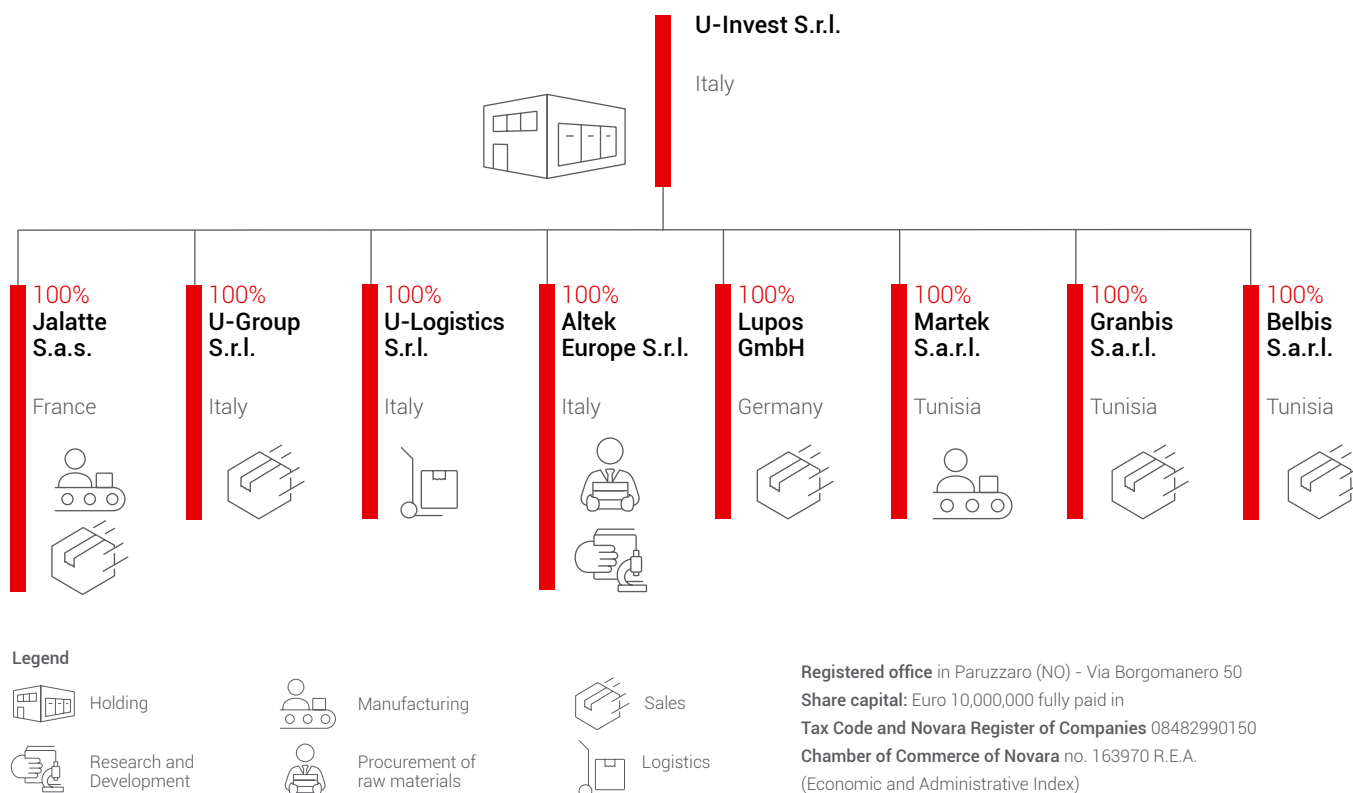 U-Invest S.r.l.
Italy
100%
Jalatte
S.a.s.
France
100%
U-Group
S.r.l.
Italy
100%
U-Logistics
S.r.l.
Italy
100%
Altek
Europe S.r.l.
Italy
100%
Lupos
GmbH
Germany
100%
Martek
S.a.r.l.
Tunisia
100%
Granbis
S.a.r.l.
Tunisia
100%
Belbis
S.a.r.l.
Tunisia
Legend
Holding
Manufacturing
Sales
Research and
Development
Procurement of
raw materials
Logistics
Registered office in Paruzzaro (NO) - Via Borgomanero 50
Share capital: Euro 10,000,000 fully paid in
Tax Code and Novara Register of Companies 08482990150
Chamber of Commerce of Novara no. 163970 R.E.A.
(Economic and Administrative Index)